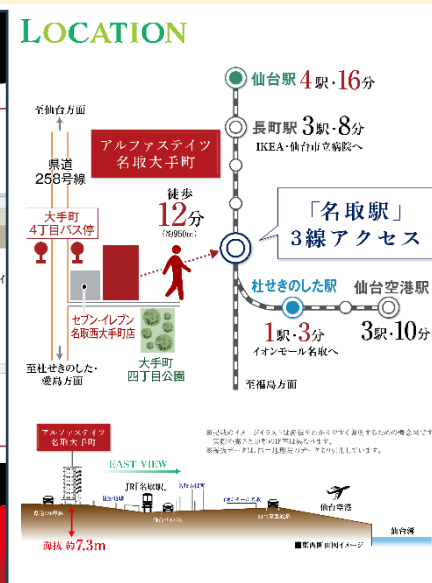 LOCATION
仙台駅 4駅・16分
長町駅 3駅・8分
IKEA・仙台市立病院へ
至仙台方面
県道
258号線
アルファステイツ
名取大手町
徒歩
12分
(約950m)
大手町
4丁目バス停
「名取駅」
3線アクセス
セブン-イレブン
名取西大手町店
大手町
四丁目公園
杜せきのした駅
仙台空港駅
1駅・3分
3駅・10分
イオンモール名取へ
至杜せきのした・
愛島方面
至福島方面
アルファステイツ
名取大手町
EAST VIEW
JR「名取駅」
仙台空港
仙台湾
海抜 約7.3m
■東西断面図イメージ